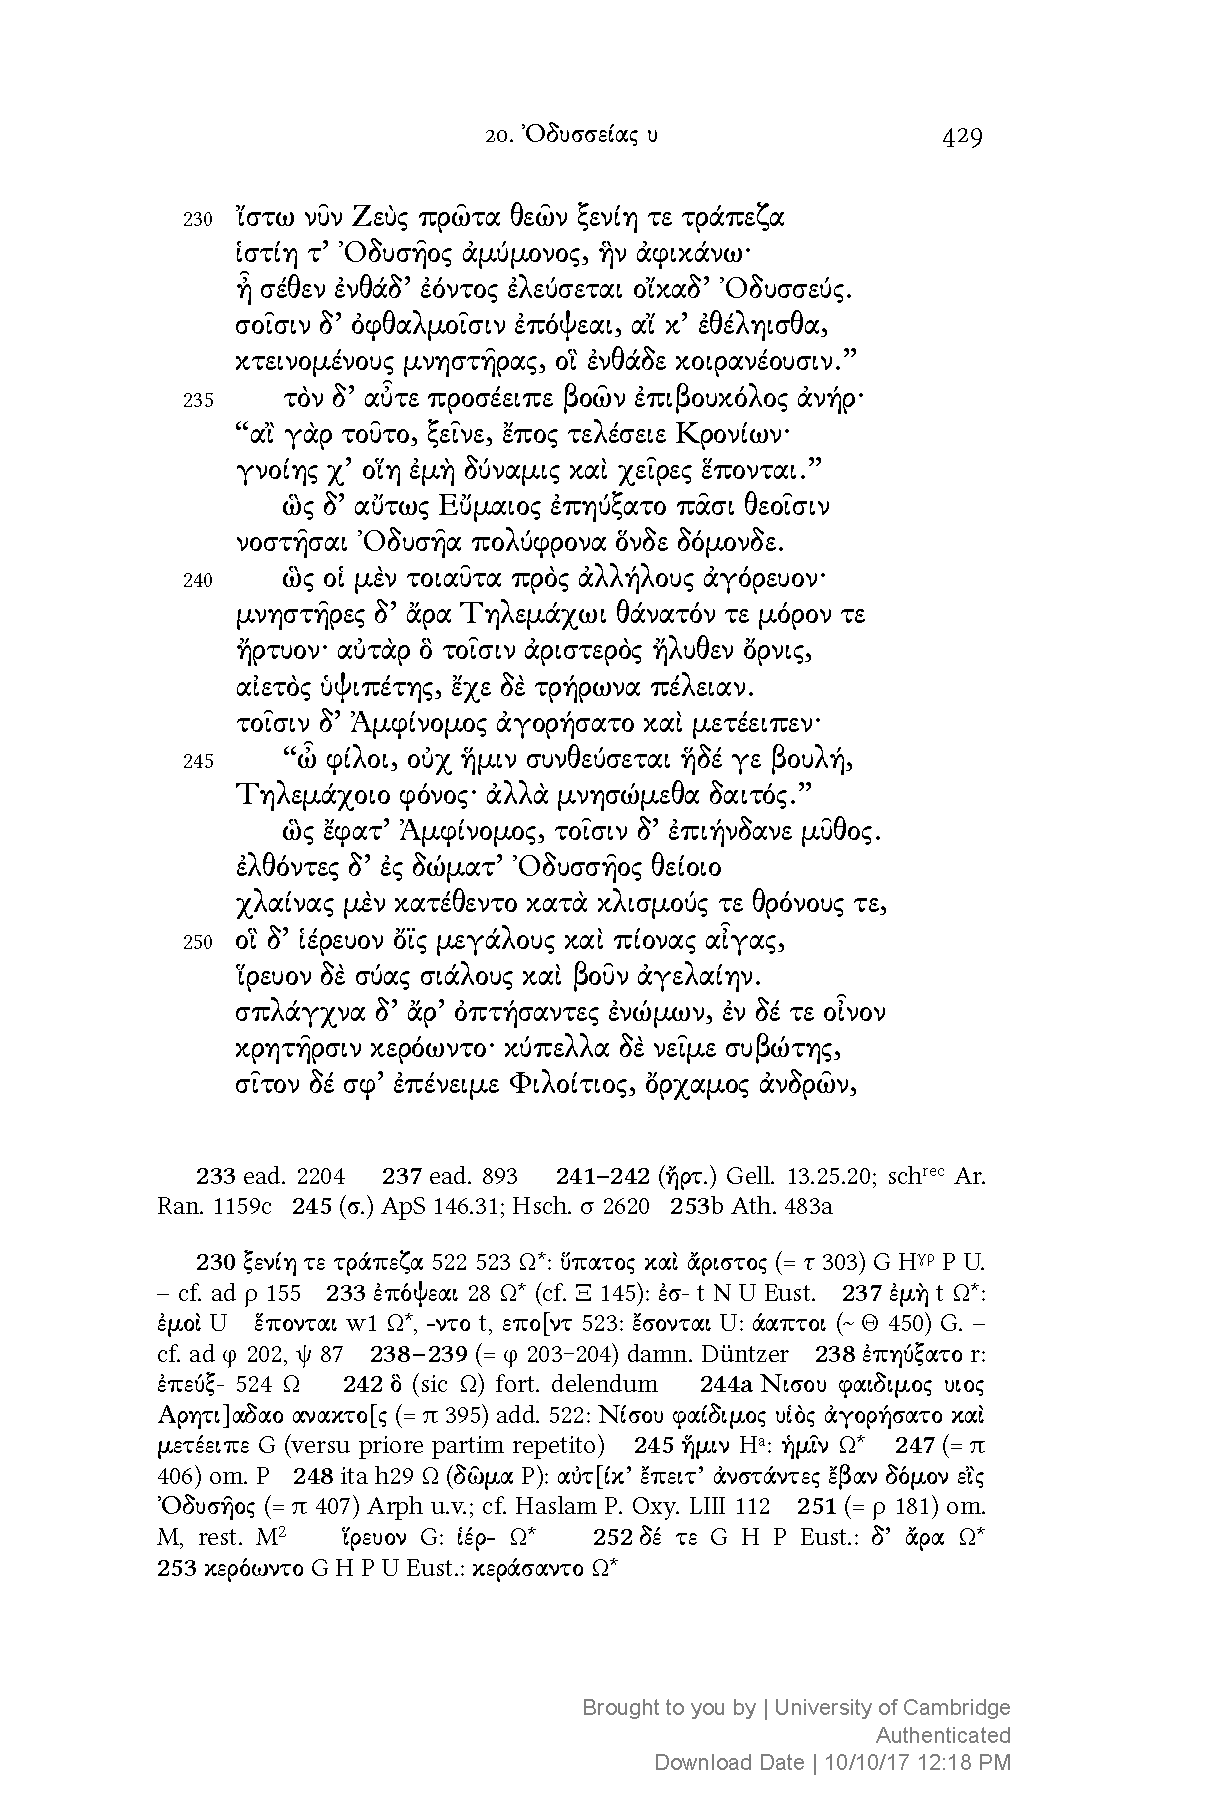 20. Ὀδυσσείας υ 429
230 ἴστω νῦν Ζεὺς πρῶτα θεῶν ξενίη τε τράπεζα
ἱστίη τ’ Ὀδυσῆος ἀμύμονος, ἣν ἀφικάνω·
ἦ σέθεν ἐνθάδ’ ἐόντος ἐλεύσεται οἴκαδ’ Ὀδυσσεύς.
σοῖσιν δ’ ὀφθαλμοῖσιν ἐπόψεαι, αἴ κ’ ἐθέληισθα,
κτεινομένους μνηστῆρας, οἳ ἐνθάδε κοιρανέουσιν.”
235 τὸν δ’ αὖτε προσέειπε βοῶν ἐπιβουκόλος ἀνήρ·
“αἲ γὰρ τοῦτο, ξεῖνε, ἔπος τελέσειε Κρονίων·
γνοίης χ’ οἵη ἐμὴ δύναμις καὶ χεῖρες ἕπονται.”
ὣς δ’ αὔτως Εὔμαιος ἐπηύξατο πᾶσι θεοῖσιν
νοστῆσαι Ὀδυσῆα πολύφρονα ὅνδε δόμονδε.
240 ὣς οἱ μὲν τοιαῦτα πρὸς ἀλλήλους ἀγόρευον·
μνηστῆρες δ’ ἄρα Τηλεμάχωι θάνατόν τε μόρον τε
ἤρτυον· αὐτὰρ ὃ τοῖσιν ἀριστερὸς ἤλυθεν ὄρνις,
αἰετὸς ὑψιπέτης, ἔχε δὲ τρήρωνα πέλειαν.
τοῖσιν δ’ Ἀμφίνομος ἀγορήσατο καὶ μετέειπεν·
245 “ὦ φίλοι, οὐχ ἥμιν συνθεύσεται ἥδέ γε βουλή,
Τηλεμάχοιο φόνος· ἀλλὰ μνησώμεθα δαιτός.”
ὣς ἔφατ’ Ἀμφίνομος, τοῖσιν δ’ ἐπιήνδανε μῦθος.
ἐλθόντες δ’ ἐς δώματ’ Ὀδυσσῆος θείοιο
χλαίνας μὲν κατέθεντο κατὰ κλισμούς τε θρόνους τε,
250 οἳ δ’ ἱέρευον ὄϊς μεγάλους καὶ πίονας αἶγας,
ἵρευον δὲ σύας σιάλους καὶ βοῦν ἀγελαίην.
σπλάγχνα δ’ ἄρ’ ὀπτήσαντες ἐνώμων, ἐν δέ τε οἶνον
κρητῆρσιν κερόωντο· κύπελλα δὲ νεῖμε συβώτης,
σῖτον δέ σφ’ ἐπένειμε Φιλοίτιος, ὄρχαμος ἀνδρῶν,
233 ead. 2204 237 ead. 893 241–242 (ἤρτ.) Gell. 13.25.20; schrec Ar.
Ran. 1159c 245 (σ.) ApS 146.31; Hsch. σ 2620 253b Ath. 483a
230 ξενίη τε τράπεζα 522 523 Ω*: ὕπατος καὶ ἄριστος (= τ 303) G Hγρ P U.
– cf. ad ρ 155 233 ἐπόψεαι 28 Ω* (cf. Ξ 145): ἐσ- t N U Eust. 237 ἐμὴ t Ω*:
ἐμοὶ U ἕπονται w1 Ω*, -ντο t, επο[ντ 523: ἔσονται U: άαπτοι (~ Θ 450) G. –
cf. ad φ 202, ψ 87 238–239 (= φ 203–204) damn. Düntzer 238 ἐπηύξατο r:
ἐπεύξ- 524 Ω 242 ὃ (sic Ω) fort. delendum 244a Νισου φαιδιμος υιος
Αρητι]αδαο ανακτο[ς (= π 395) add. 522: Νίσου φαίδιμος υἱὸς ἀγορήσατο καὶ
μετέειπε G (versu priore partim repetito) 245 ἥμιν Hª: ἡμῖν Ω* 247 (= π
406) om. P 248 ita h29 Ω (δῶμα P): αὐτ[ίκ’ ἔπειτ’ ἀνστάντες ἔβαν δόμον εἲς
Ὀδυσῆος (= π 407) Arph u.v.; cf. Haslam P. Oxy. LIII 112 251 (= ρ 181) om.
M, rest. M² ἵρευον G: ἱέρ- Ω* 252 δέ τε G H P Eust.: δ’ ἄρα Ω*
253 κερόωντο G H P U Eust.: κεράσαντο Ω*
Brought to you by | University of Cambridge
Authenticated
Download Date | 10/10/17 12:18 PM